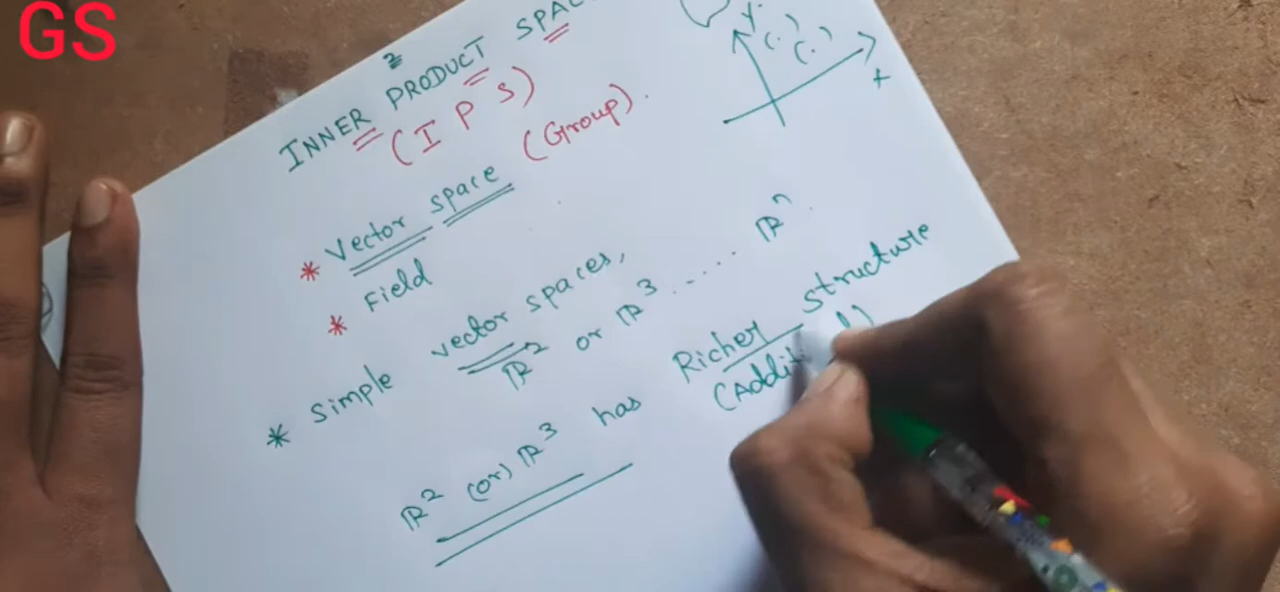 GS
INNER PRODUCT SPAC
(I P S)
* Vector space (Group).
* Field
* Simple vector spaces,
ℝ² or ℝ³ .... ℝⁿ.
ℝ² (or) ℝ³ has Richer structure
y
(.)
(.)
x